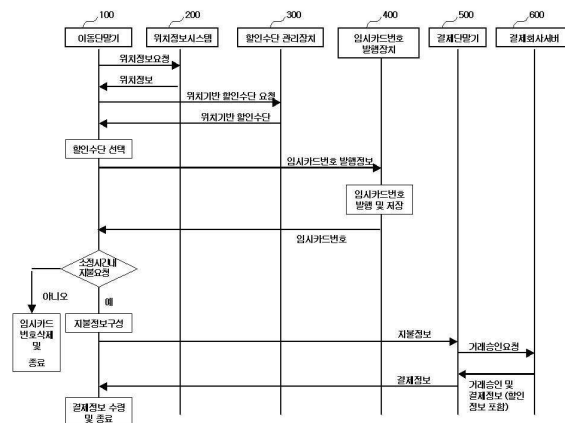 100
200
300
400
500
600
이동단말기
위치정보시스템
할인수단 관리장치
임시카드번호
발행장치
결제단말기
결제회사서버
위치정보요청
위치정보
위치기반 할인수단 요청
위치기반 할인수단
할인수단 선택
임시카드번호 발행정보
임시카드번호
발행 및 저장
임시카드번호
소정시간내
지불요청
아니오
예
임시카드
번호삭제
및
종료
지불정보구성
지불정보
거래승인요청
결제정보
거래승인 및
결제정보 (할인
정보 포함)
결제정보 수령
및 종료